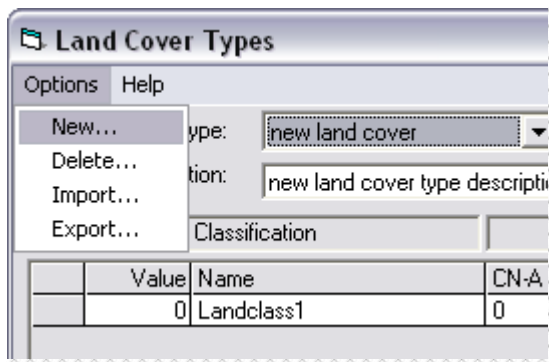 Land Cover Types
Options Help
New...
Delete...
Import...
Export...
ype: new land cover
tion: new land cover type descripti
Classification
Value Name CN-A
0 Landclass1 0